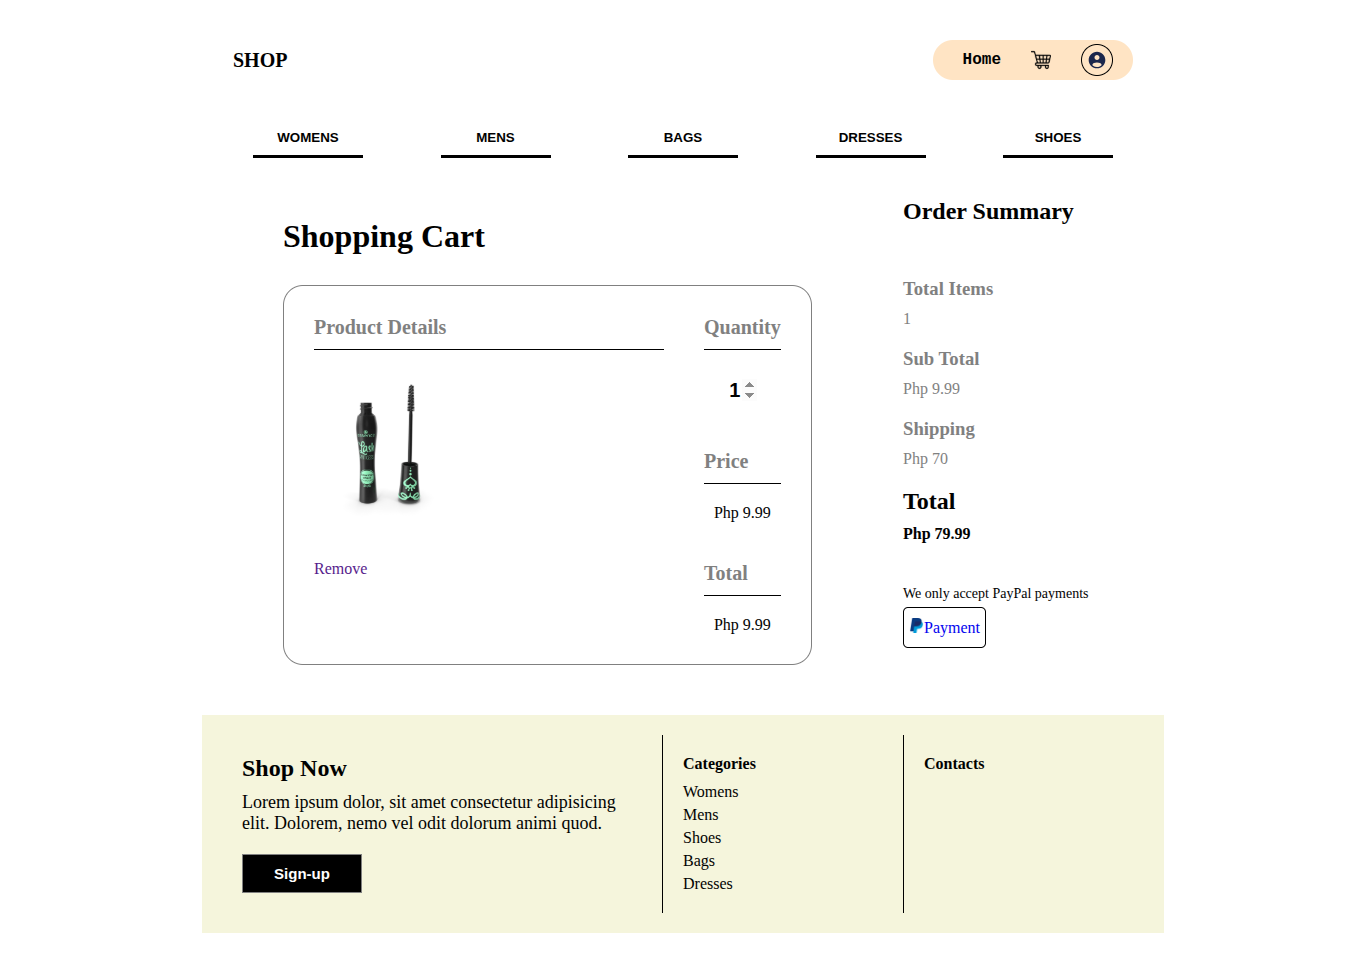 SHOP
Home
WOMENS
MENS
BAGS
DRESSES
SHOES
Shopping Cart
Product Details
Quantity
1
Price
Php 9.99
Remove
Total
Php 9.99
Order Summary
Total Items
1
Sub Total
Php 9.99
Shipping
Php 70
Total
Php 79.99
We only accept PayPal payments
Payment
Shop Now
Lorem ipsum dolor, sit amet consectetur adipisicing
elit. Dolorem, nemo vel odit dolorum animi quod.
Sign-up
Categories
Womens
Mens
Shoes
Bags
Dresses
Contacts